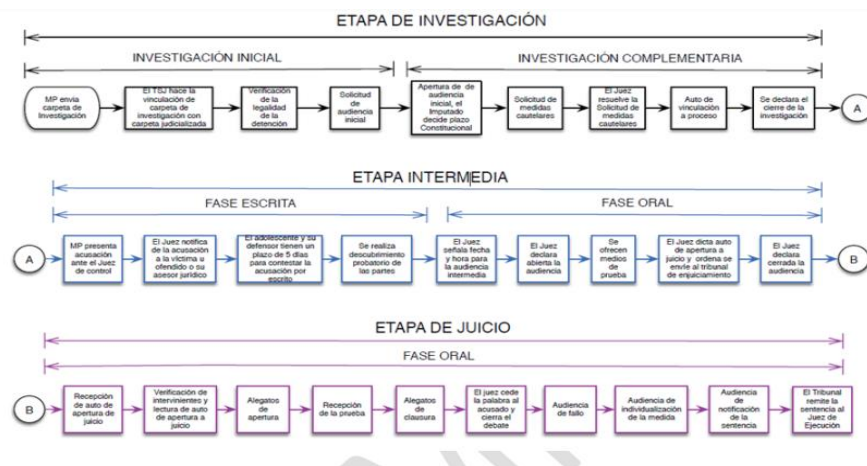 ETAPA DE INVESTIGACIÓN
INVESTIGACIÓN INICIAL
INVESTIGACIÓN COMPLEMENTARIA
MP envia
carpeta de
Investigación
El TSJ hace la
vinculación de
carpeta de
investigación con
carpeta judicializada
Verificación
de la
legalidad de la
detención
Solicitud
de
audiencia
inicial
Apertura de de
audiencia
inicial, el
Imputado
decide plazo
Constitucional
Solicitud de
medidas
cautelares
El Juez
resuelve la
Solicitud de
medidas
cautelares
Auto de
vinculación
a proceso
Se declara el
cierre de la
investigación
A
ETAPA INTERMEDIA
FASE ESCRITA
FASE ORAL
A
MP presenta
acusación
ante el Juez
de control
El Juez notifica
de la acusación
a la víctima u
ofendido o su
asesor jurídico
El adolescente y su
defensor tienen un
plazo de 5 días
para contestar la
acusación por
escrito
Se realiza
descubrimiento
probatorio de
las partes
El Juez
señala fecha
y hora para
la audiencia
intermedia
El Juez
declara
abierta la
audiencia
Se
ofrecen
medios
de
prueba
El Juez dicta auto de
apertura a
juicio y ordena se
envíe al tribunal de
enjuiciamiento
El Juez
declara
cerrada la
audiencia
B
ETAPA DE JUICIO
FASE ORAL
B
Recepción
de auto de
apertura de
juicio
Verificación de
intervinientes y
lectura de auto
de apertura a
juicio
Alegatos
de
apertura
Recepción
de la prueba
Alegatos
de
clausura
El juez cede
la palabra al
acusado y
cierra el
debate
Audiencia
de fallo
Audiencia de
individualización
de la medida
Audiencia
de
notificación
de la
sentencia
El Tribunal
remite la
sentencia al
Juez de
Ejecución